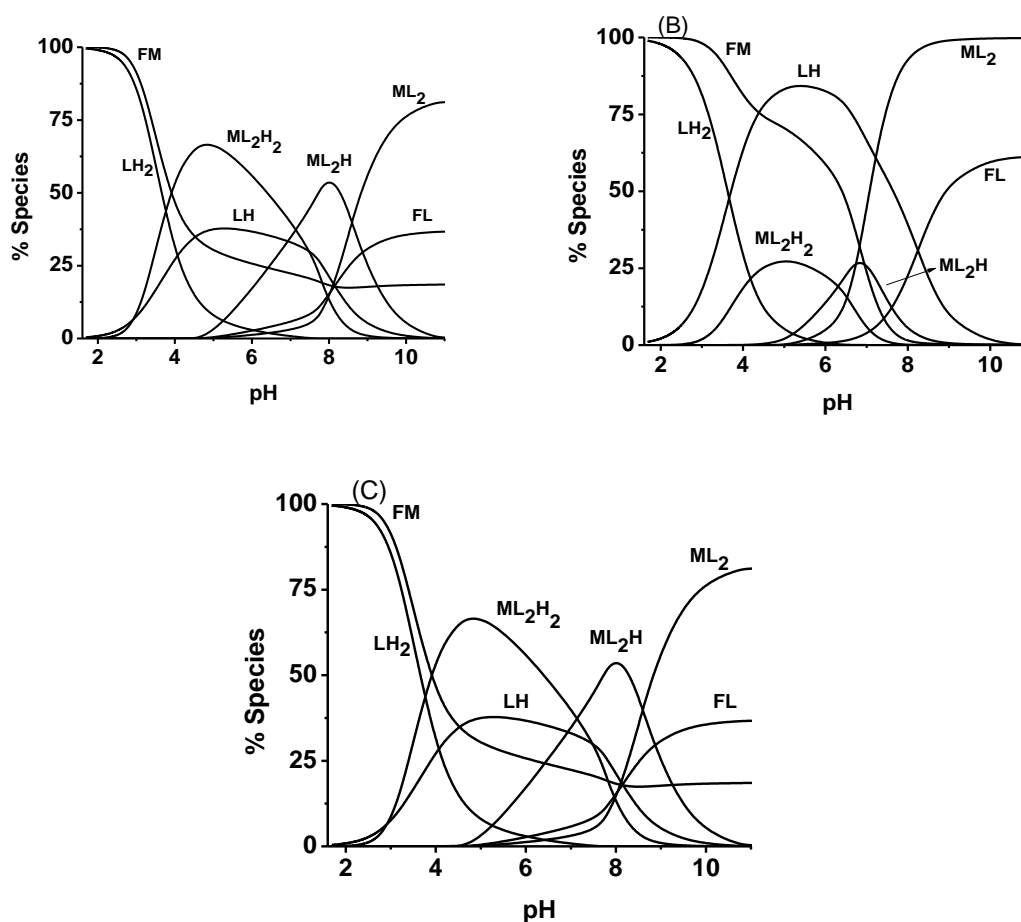 100
75
50
25
0
% Species
FM
LH2
ML2H2
LH
ML2H
ML2
FL
2 4 6 8 10
pH
(B)
100
75
50
25
0
% Species
FM
LH2
LH
ML2H2
ML2
FL
ML2H
2 4 6 8 10
pH
(C)
100
75
50
25
0
% Species
FM
LH2
ML2H2
LH
ML2H
ML2
FL
2 4 6 8 10
pH